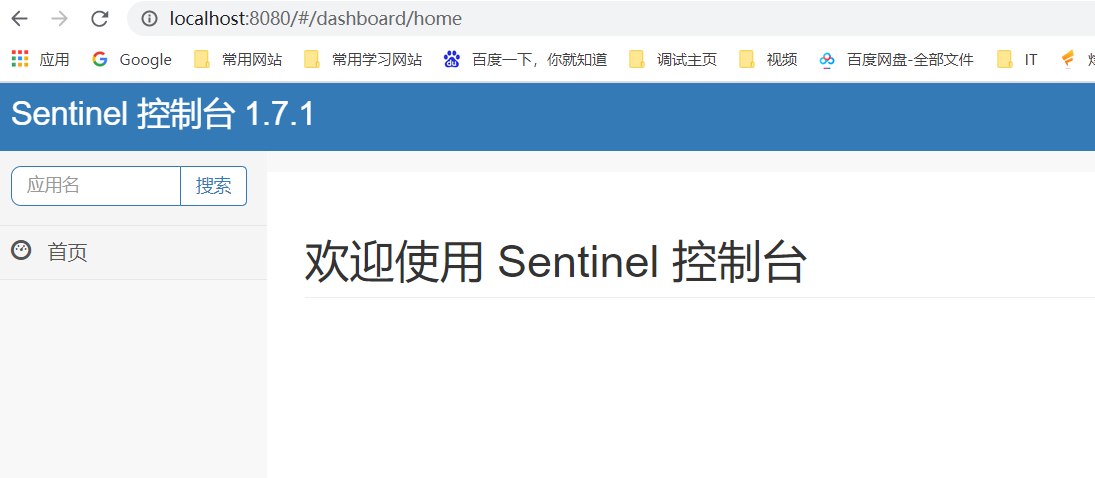 localhost:8080/#/dashboard/home
应用 Google 常用网站 常用学习网站 百度一下，你就知道 调试主页 视频 百度网盘-全部文件 IT
Sentinel 控制台 1.7.1
应用名 搜索
首页
欢迎使用 Sentinel 控制台